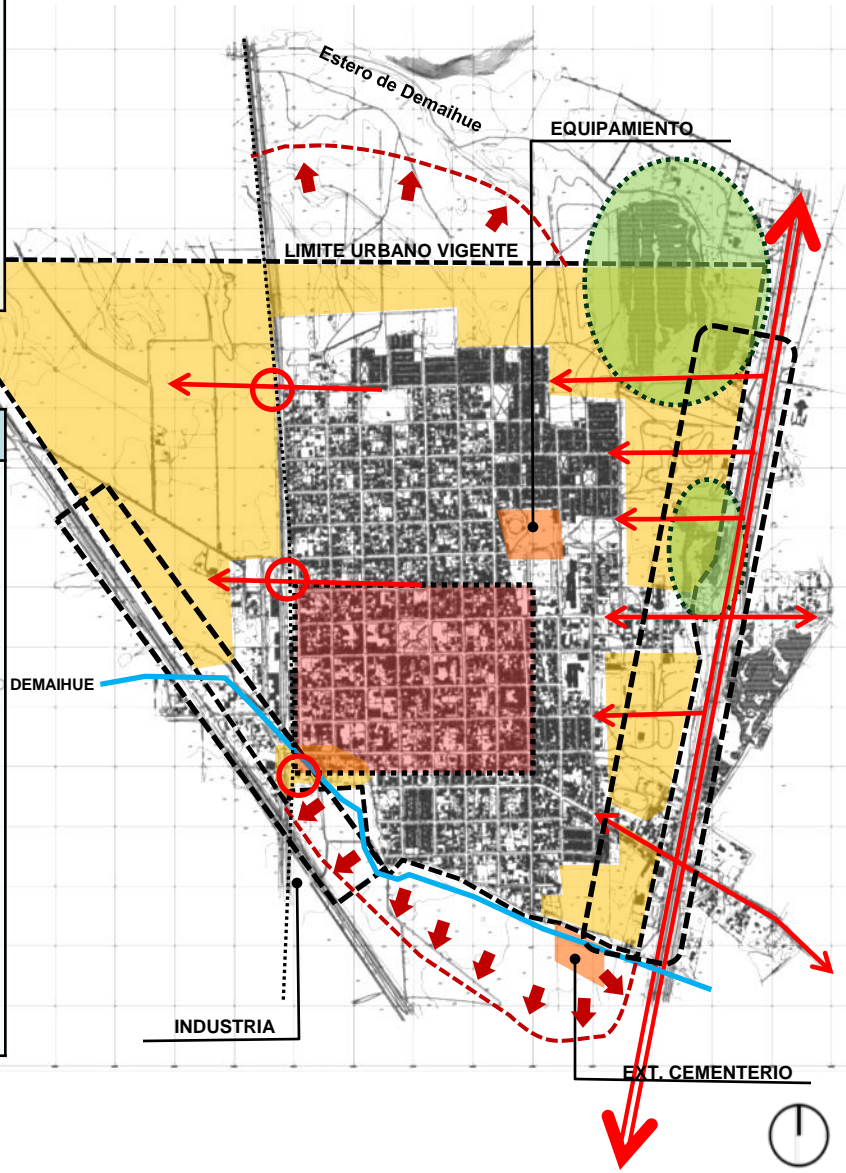 Estero de Demaihue
EQUIPAMIENTO
LIMITE URBANO VIGENTE
DEMAIHUE
INDUSTRIA
EXT. CEMENTERIO